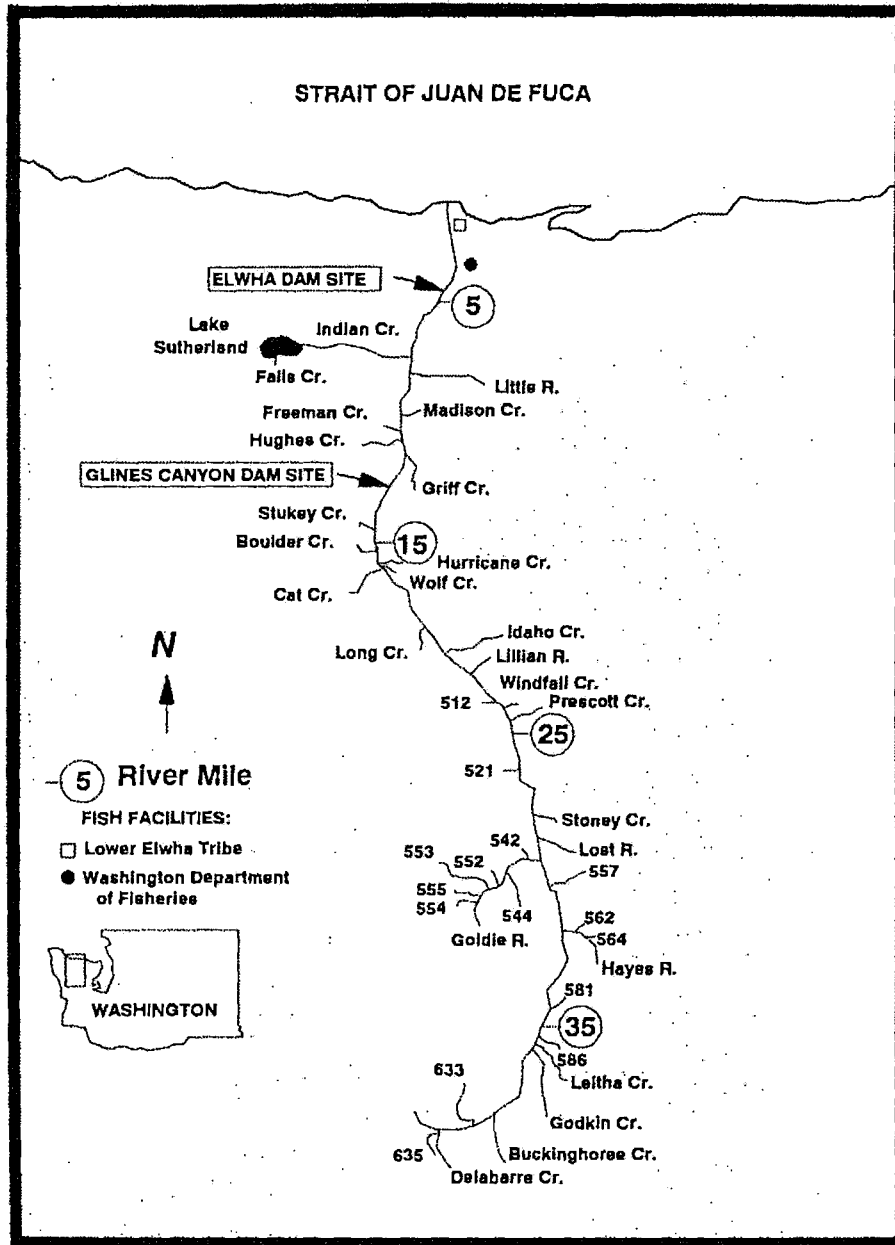 STRAIT OF JUAN DE FUCA
ELWHA DAM SITE
5
Lake
Sutherland
Indian Cr.
Falls Cr.
Little R.
Freeman Cr.
Madison Cr.
Hughes Cr.
GLINES CANYON DAM SITE
Griff Cr.
Stukey Cr.
Boulder Cr.
15
Hurricane Cr.
Wolf Cr.
Cat Cr.
N
Long Cr.
Idaho Cr.
Lillian R.
Windfall Cr.
512
Prescott Cr.
25
521
5 River Mile
FISH FACILITIES:
Lower Elwha Tribe
Washington Department
of Fisheries
WASHINGTON
Stoney Cr.
542
Lost R.
553
552
557
555
554
544
Goldie R.
562
564
Hayes R.
581
35
586
Leitha Cr.
633
Godkin Cr.
635
Buckinghorse Cr.
Delabarre Cr.